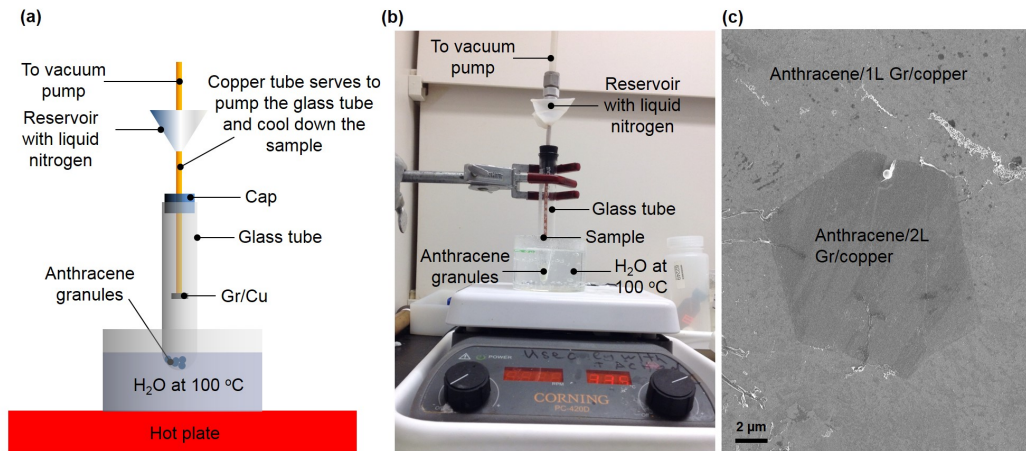 (a)
To vacuum
pump
Copper tube serves to
pump the glass tube
and cool down the
sample
Reservoir
with liquid
nitrogen
Cap
Glass tube
Anthracene
granules
Gr/Cu
H₂O at 100 °C
Hot plate
(b)
To vacuum
pump
Reservoir
with liquid
nitrogen
Glass tube
Sample
Anthracene
granules
H₂O at
100 °C
POWER
CORNING
PC-420D
(c)
Anthracene/1L Gr/copper
Anthracene/2L
Gr/copper
2 µm